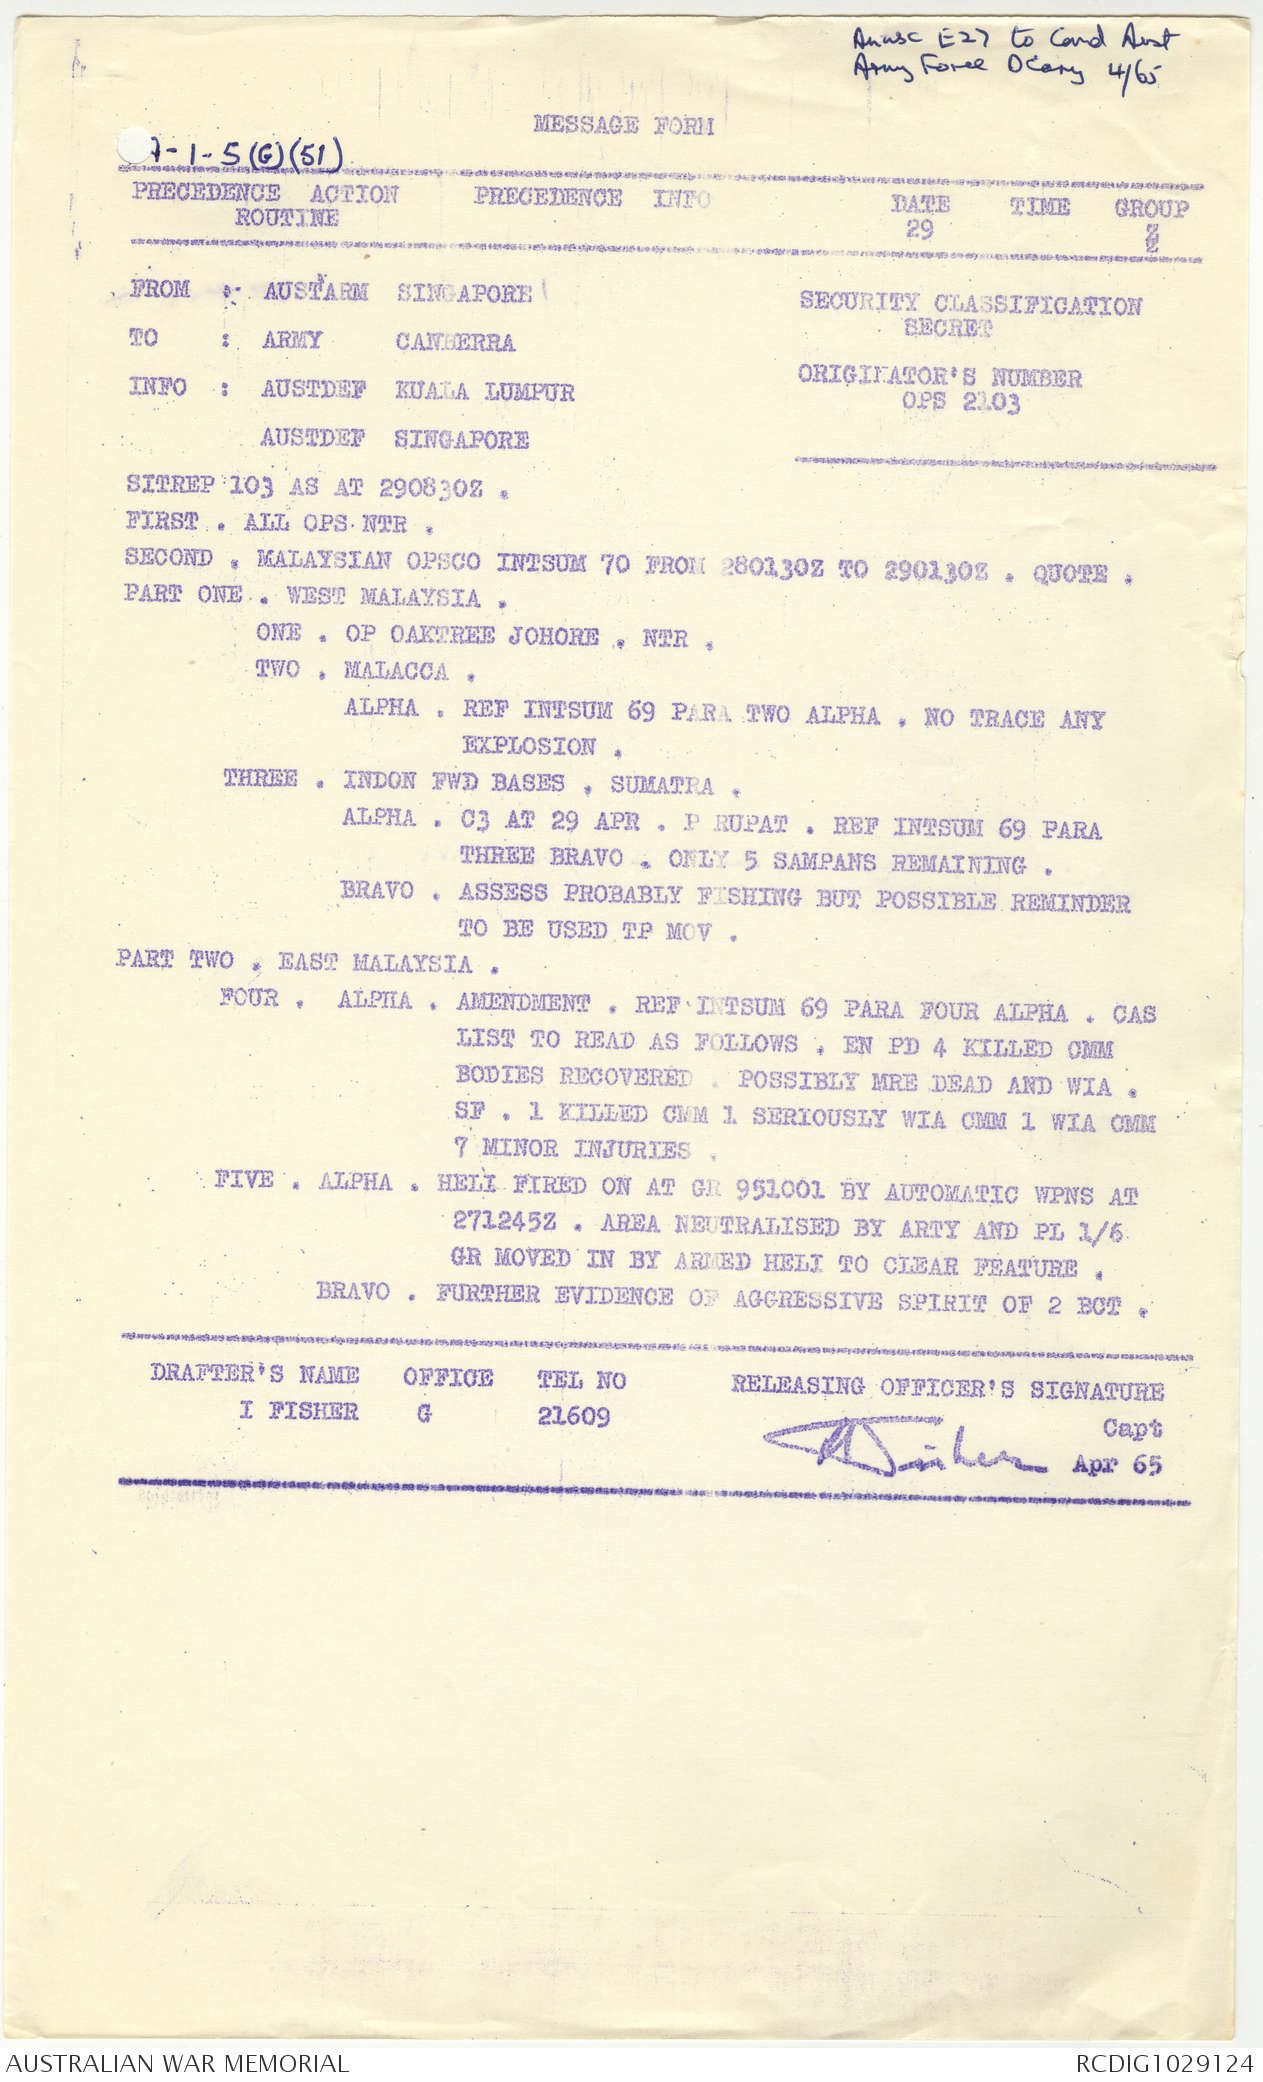 Annex E27 to Comd Aust
Army Force Diary 4/65
MESSAGE FORM
-1-5(G)(51)
PRECEDENCE ACTION PRECEDENCE INFO DATE TIME GROUP
ROUTINE 29 Z
FROM :- AUSTARM SINGAPORE
SECURITY CLASSIFICATION
SECRET
TO : ARMY CANBERRA
INFO : AUSTDEF KUALA LUMPUR
ORIGINATOR'S NUMBER
OPS 2103
AUSTDEF SINGAPORE
SITREP 103 AS AT 290830Z .
FIRST . ALL OPS NTR .
SECOND . MALAYSIAN OPSCO INTSUM 70 FROM 280130Z TO 290130Z . QUOTE .
PART ONE . WEST MALAYSIA .
ONE . OP OAKTREE JOHORE . NTR .
TWO . MALACCA .
ALPHA . REF INTSUM 69 PARA TWO ALPHA . NO TRACE ANY
EXPLOSION .
THREE . INDON FWD BASES . SUMATRA .
ALPHA . C3 AT 29 APR . P RUPAT . REF INTSUM 69 PARA
THREE BRAVO . ONLY 5 SAMPANS REMAINING .
BRAVO . ASSESS PROBABLY FISHING BUT POSSIBLE REMINDER
TO BE USED TP MOV .
PART TWO . EAST MALAYSIA .
FOUR . ALPHA . AMENDMENT . REF INTSUM 69 PARA FOUR ALPHA . CAS
LIST TO READ AS FOLLOWS . EN PD 4 KILLED CMM
BODIES RECOVERED . POSSIBLY MRE DEAD AND WIA .
SF . 1 KILLED CMM 1 SERIOUSLY WIA CMM 1 WIA CMM
7 MINOR INJURIES .
FIVE . ALPHA . HELI FIRED ON AT GR 951001 BY AUTOMATIC WPNS AT
271245Z . AREA NEUTRALISED BY ARTY AND PL 1/6
GR MOVED IN BY ARMED HELI TO CLEAR FEATURE .
BRAVO . FURTHER EVIDENCE OF AGGRESSIVE SPIRIT OF 2 BCT .
DRAFTER'S NAME OFFICE TEL NO RELEASING OFFICER'S SIGNATURE
I FISHER G 21609 Capt
Fisher Apr 65
AUSTRALIAN WAR MEMORIAL RCDIG1029124